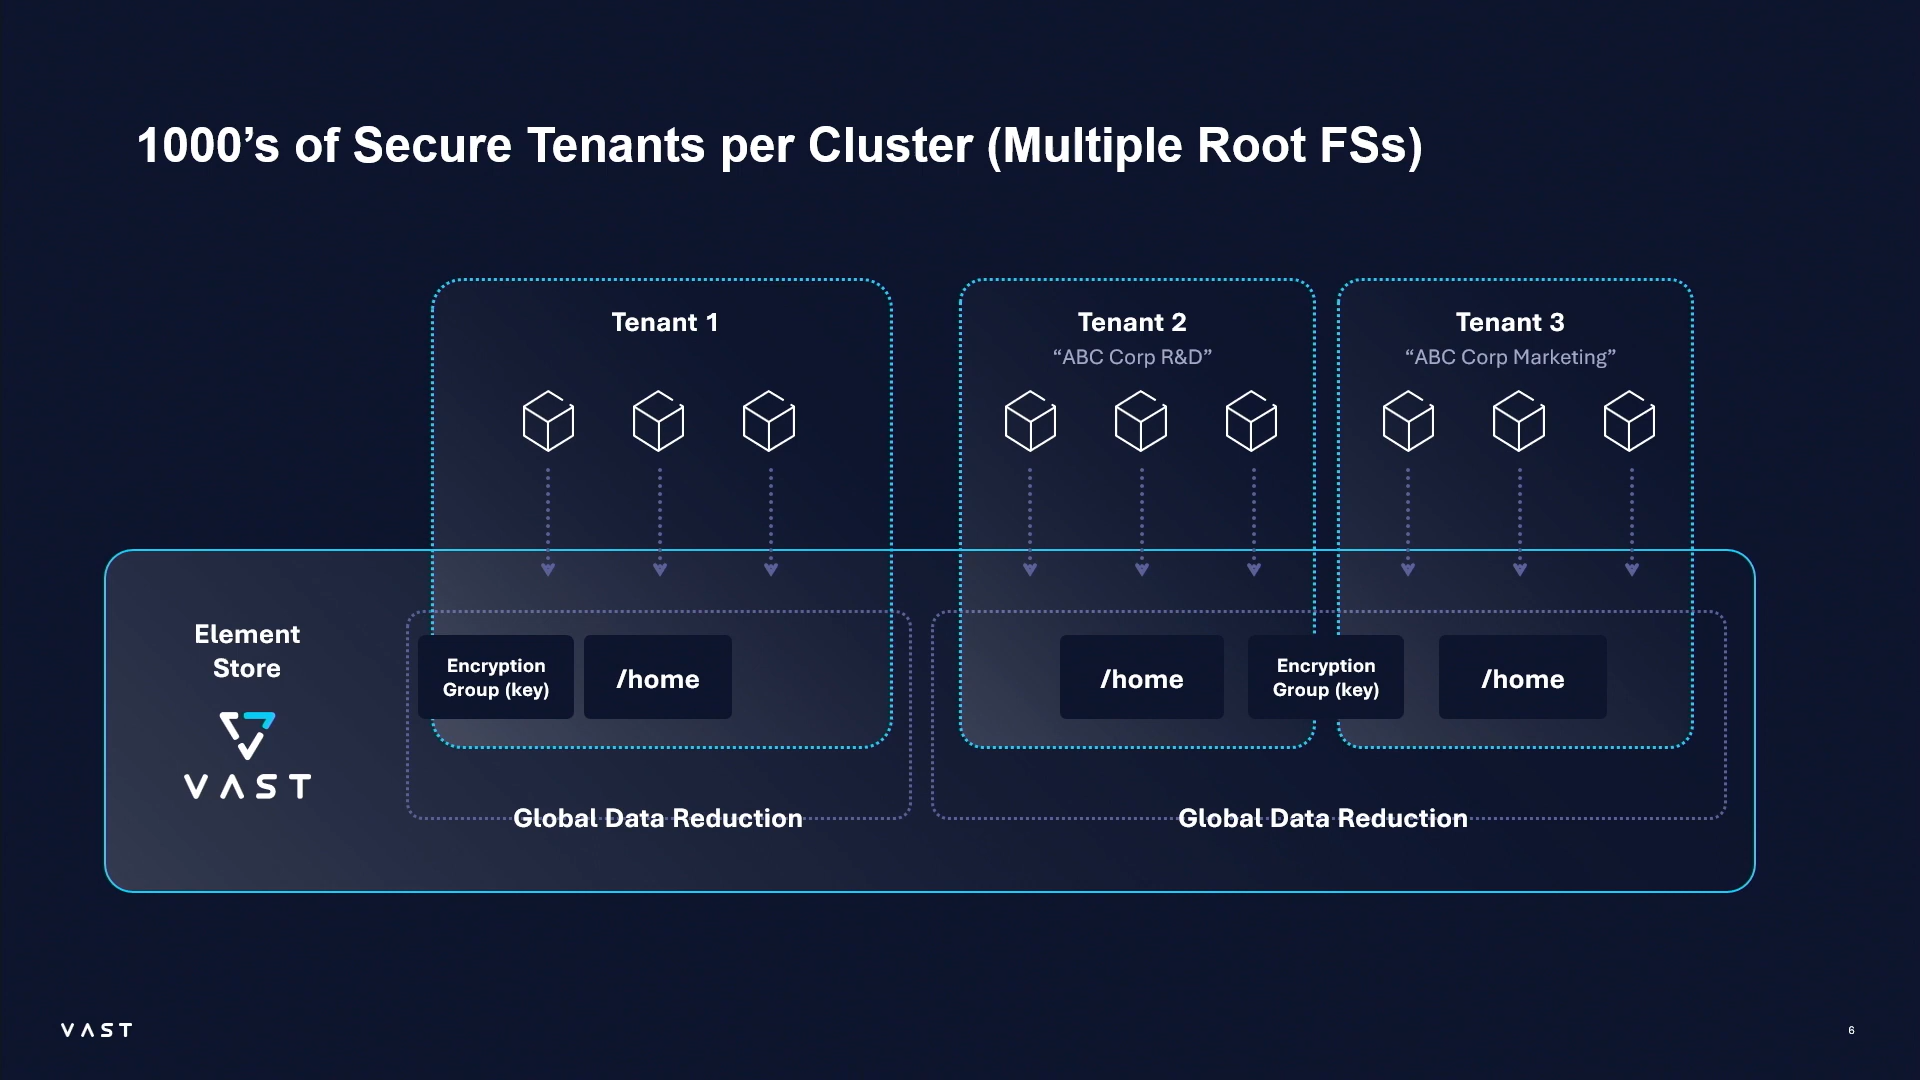 1000’s of Secure Tenants per Cluster (Multiple Root FSs)
Tenant 1
Tenant 2
“ABC Corp R&D”
Tenant 3
“ABC Corp Marketing”
Element
Store
VAST
Encryption
Group (key)
/home
/home
Encryption
Group (key)
/home
Global Data Reduction
Global Data Reduction
VAST
6